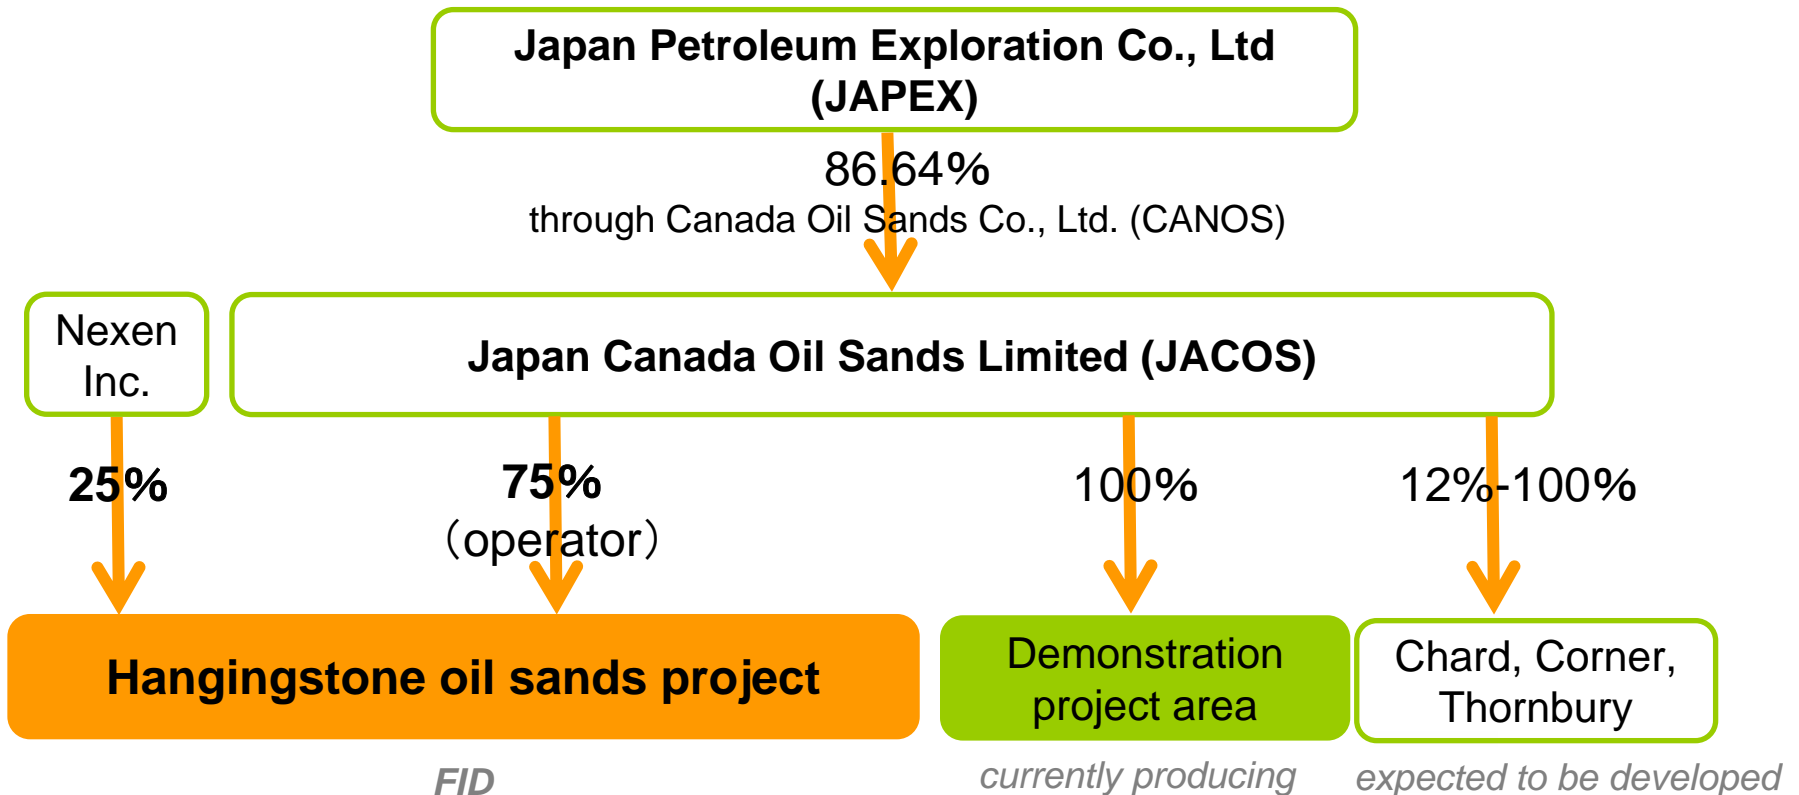 Japan Petroleum Exploration Co., Ltd
(JAPEX)
86.64%
through Canada Oil Sands Co., Ltd. (CANOS)
Nexen
Inc.
Japan Canada Oil Sands Limited (JACOS)
25%
75%
（operator）
100%
12%-100%
Hangingstone oil sands project
Demonstration
project area
Chard, Corner,
Thornbury
FID
currently producing
expected to be developed